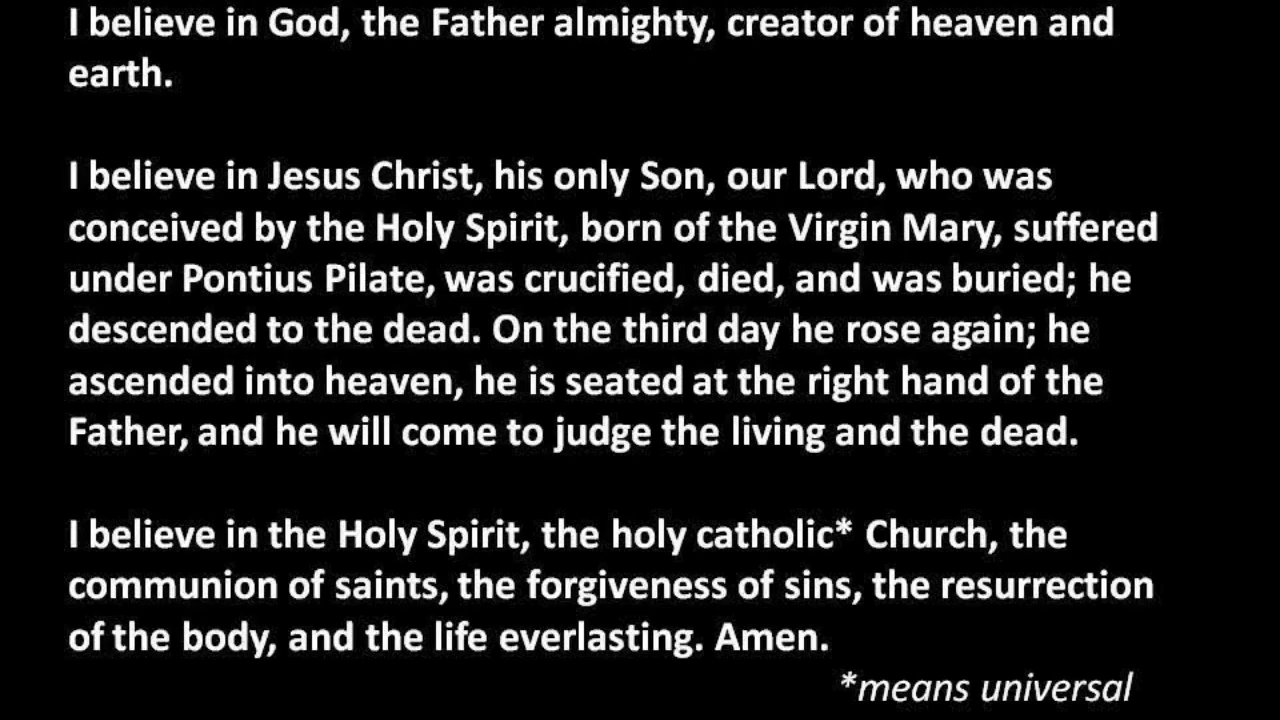 I believe in God, the Father almighty, creator of heaven and
earth.
I believe in Jesus Christ, his only Son, our Lord, who was
conceived by the Holy Spirit, born of the Virgin Mary, suffered
under Pontius Pilate, was crucified, died, and was buried; he
descended to the dead. On the third day he rose again; he
ascended into heaven, he is seated at the right hand of the
Father, and he will come to judge the living and the dead.
I believe in the Holy Spirit, the holy catholic* Church, the
communion of saints, the forgiveness of sins, the resurrection
of the body, and the life everlasting. Amen.
*means universal